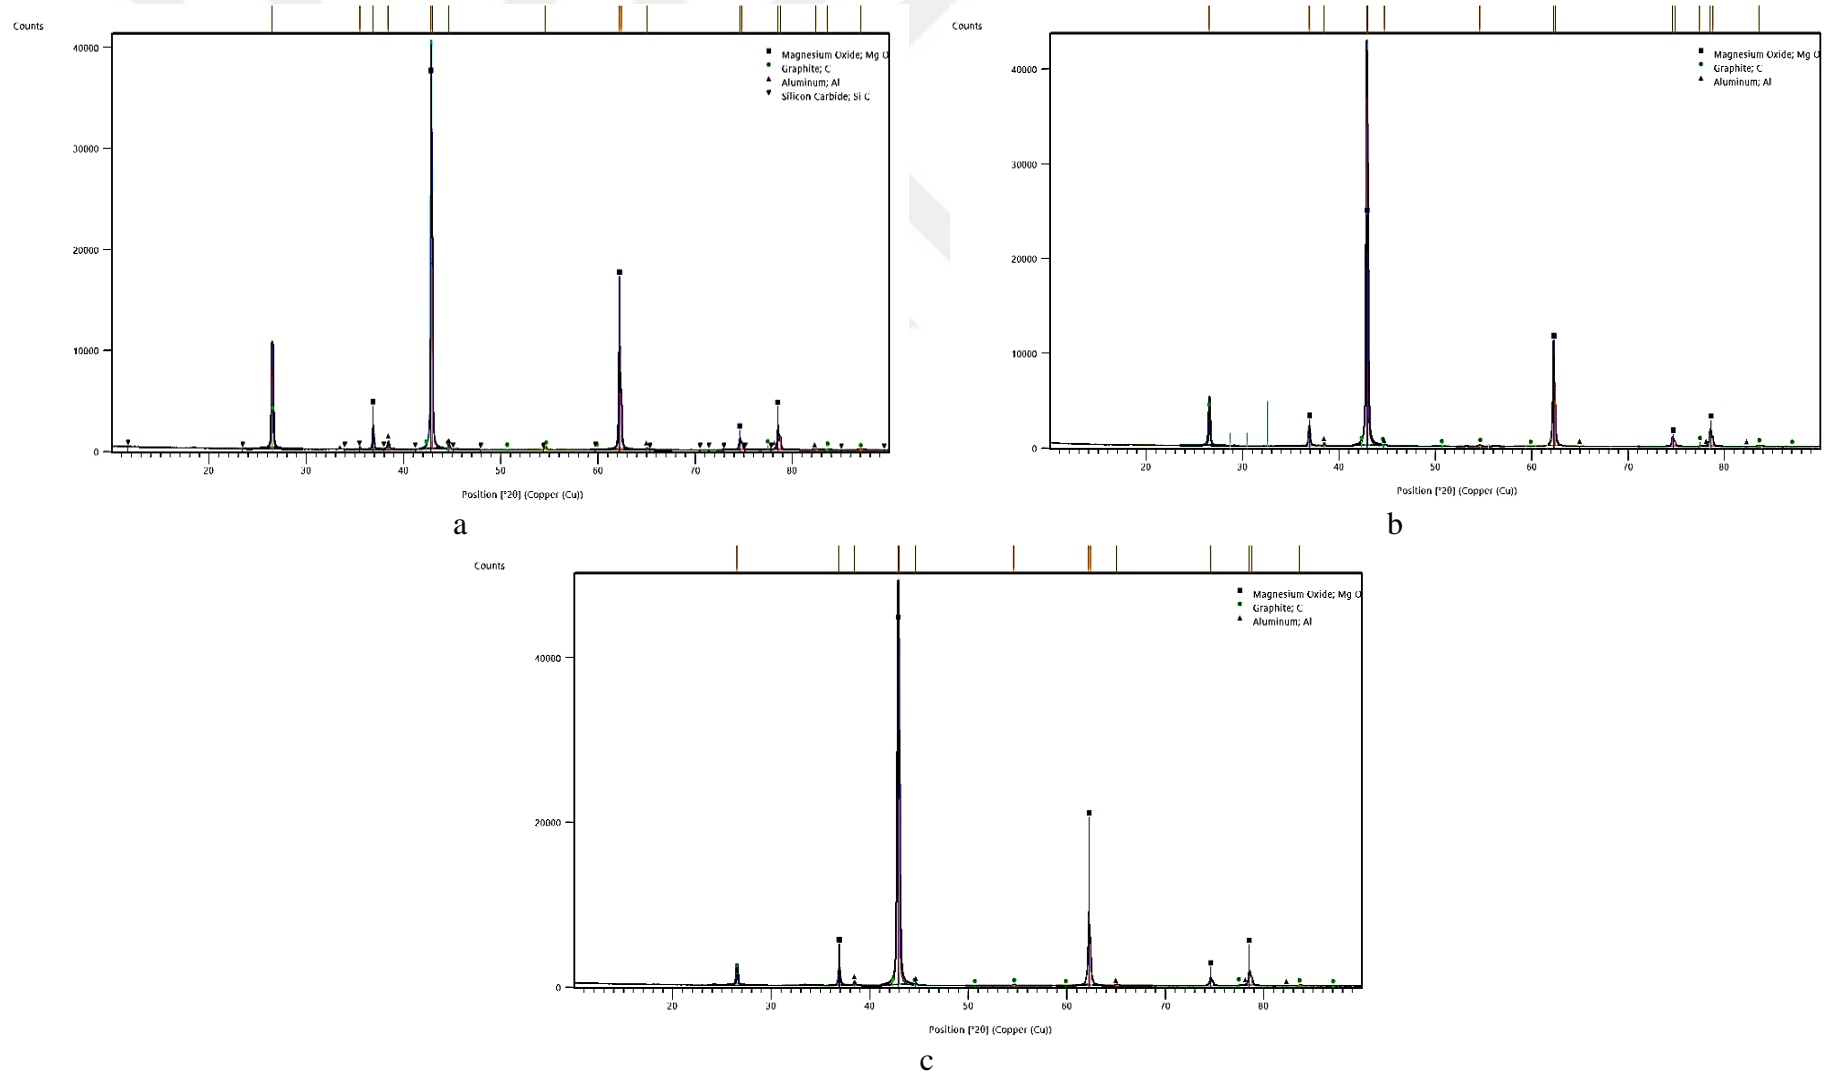 Counts
40000
30000
20000
10000
0
20 30 40 50 60 70 80
Position [°2θ] (Copper (Cu))
Magnesium Oxide; Mg O
Graphite; C
Aluminum; Al
Silicon Carbide; Si C
a
Counts
40000
30000
20000
10000
0
20 30 40 50 60 70 80
Position [°2θ] (Copper (Cu))
Magnesium Oxide; Mg O
Graphite; C
Aluminum; Al
b
Counts
40000
20000
0
20 30 40 50 60 70 80
Position [°2θ] (Copper (Cu))
Magnesium Oxide; Mg O
Graphite; C
Aluminum; Al
c